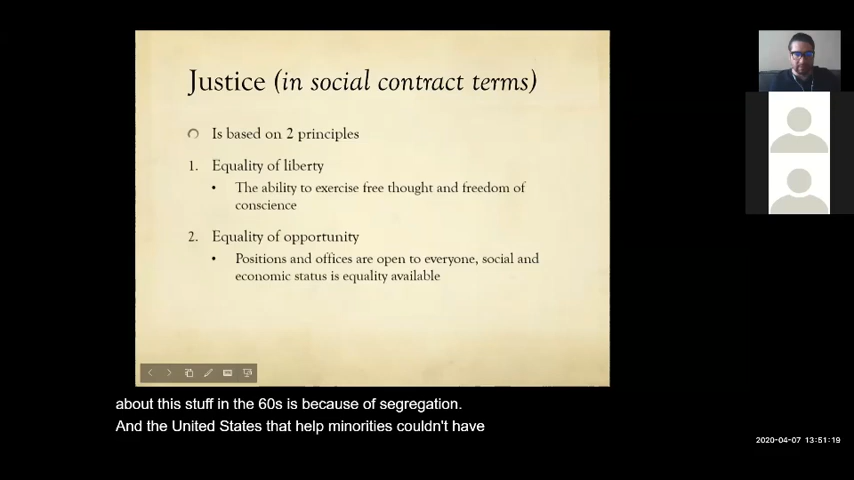 Justice (in social contract terms)
Is based on 2 principles
1. Equality of liberty
• The ability to exercise free thought and freedom of
conscience
2. Equality of opportunity
• Positions and offices are open to everyone, social and
economic status is equality available
about this stuff in the 60s is because of segregation.
And the United States that help minorities couldn't have
2020-04-07 13:51:19